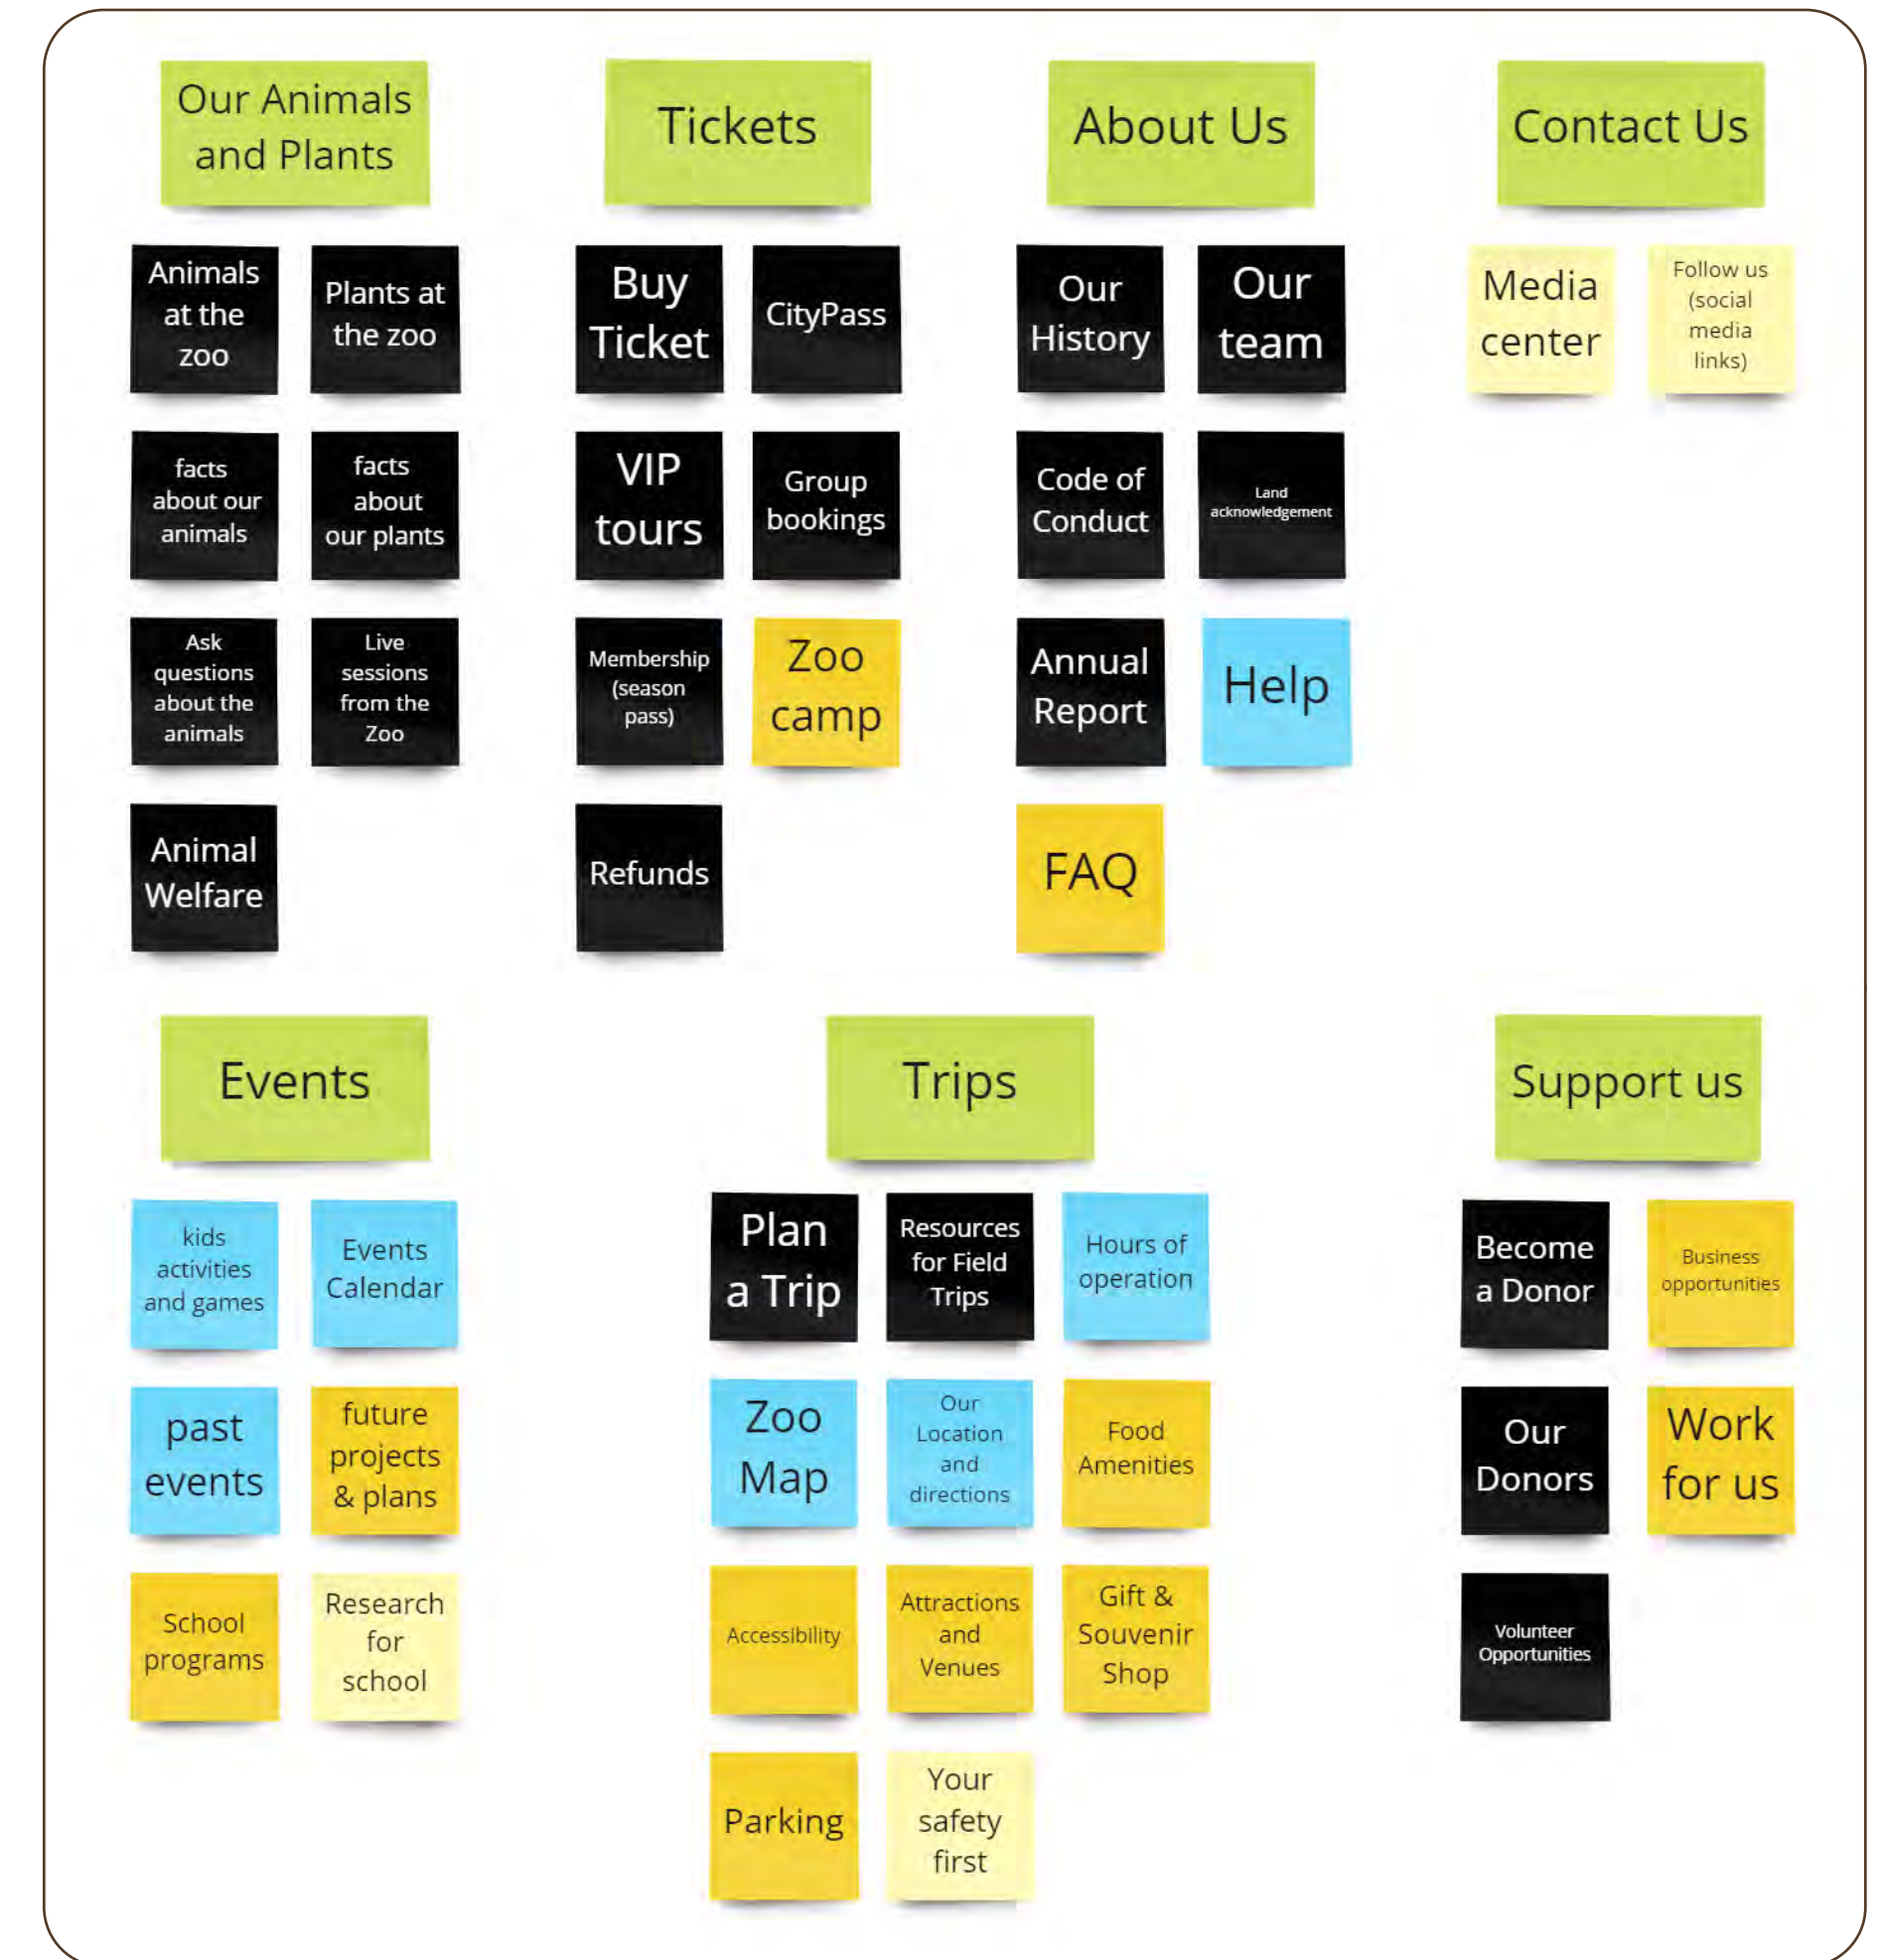 Our Animals
and Plants
Tickets
About Us
Contact Us
Animals
at the
zoo
Plants at
the zoo
Buy
Ticket
CityPass
Our
History
Our
team
Media
center
Follow us
(social
media
links)
facts
about our
animals
facts
about
our plants
VIP
tours
Group
bookings
Code of
Conduct
Land
acknowledgement
Ask
questions
about the
animals
Live
sessions
from the
Zoo
Membership
(season
pass)
Zoo
camp
Annual
Report
Help
Animal
Welfare
Refunds
FAQ
Events
Trips
Support us
kids
activities
and games
Events
Calendar
Plan
a Trip
Resources
for Field
Trips
Hours of
operation
Become
a Donor
Business
opportunities
past
events
future
projects
& plans
Zoo
Map
Our
Location
and
directions
Food
Amenities
Our
Donors
Work
for us
School
programs
Research
for
school
Accessibility
Attractions
and
Venues
Gift &
Souvenir
Shop
Volunteer
Opportunities
Parking
Your
safety
first